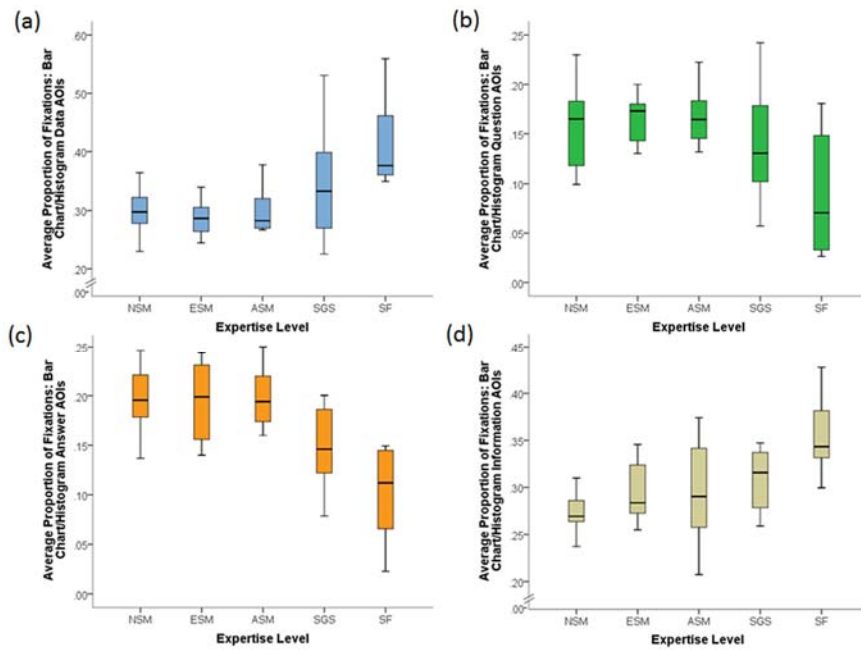 (a)
Average Proportion of Fixations: Bar
Chart/Histogram Data AOIs
.60
.50
.40
.30
.20
.00
NSM ESM ASM SGS SF
Expertise Level
(b)
Average Proportion of Fixations: Bar
Chart/Histogram Question AOIs
.25
.20
.15
.10
.05
.00
NSM ESM ASM SGS SF
Expertise Level
(c)
Average Proportion of Fixations: Bar
Chart/Histogram Answer AOIs
.25
.20
.15
.10
.05
.00
NSM ESM ASM SGS SF
Expertise Level
(d)
Average Proportion of Fixations: Bar
Chart/Histogram Information AOIs
.45
.40
.35
.30
.25
.20
.00
NSM ESM ASM SGS SF
Expertise Level